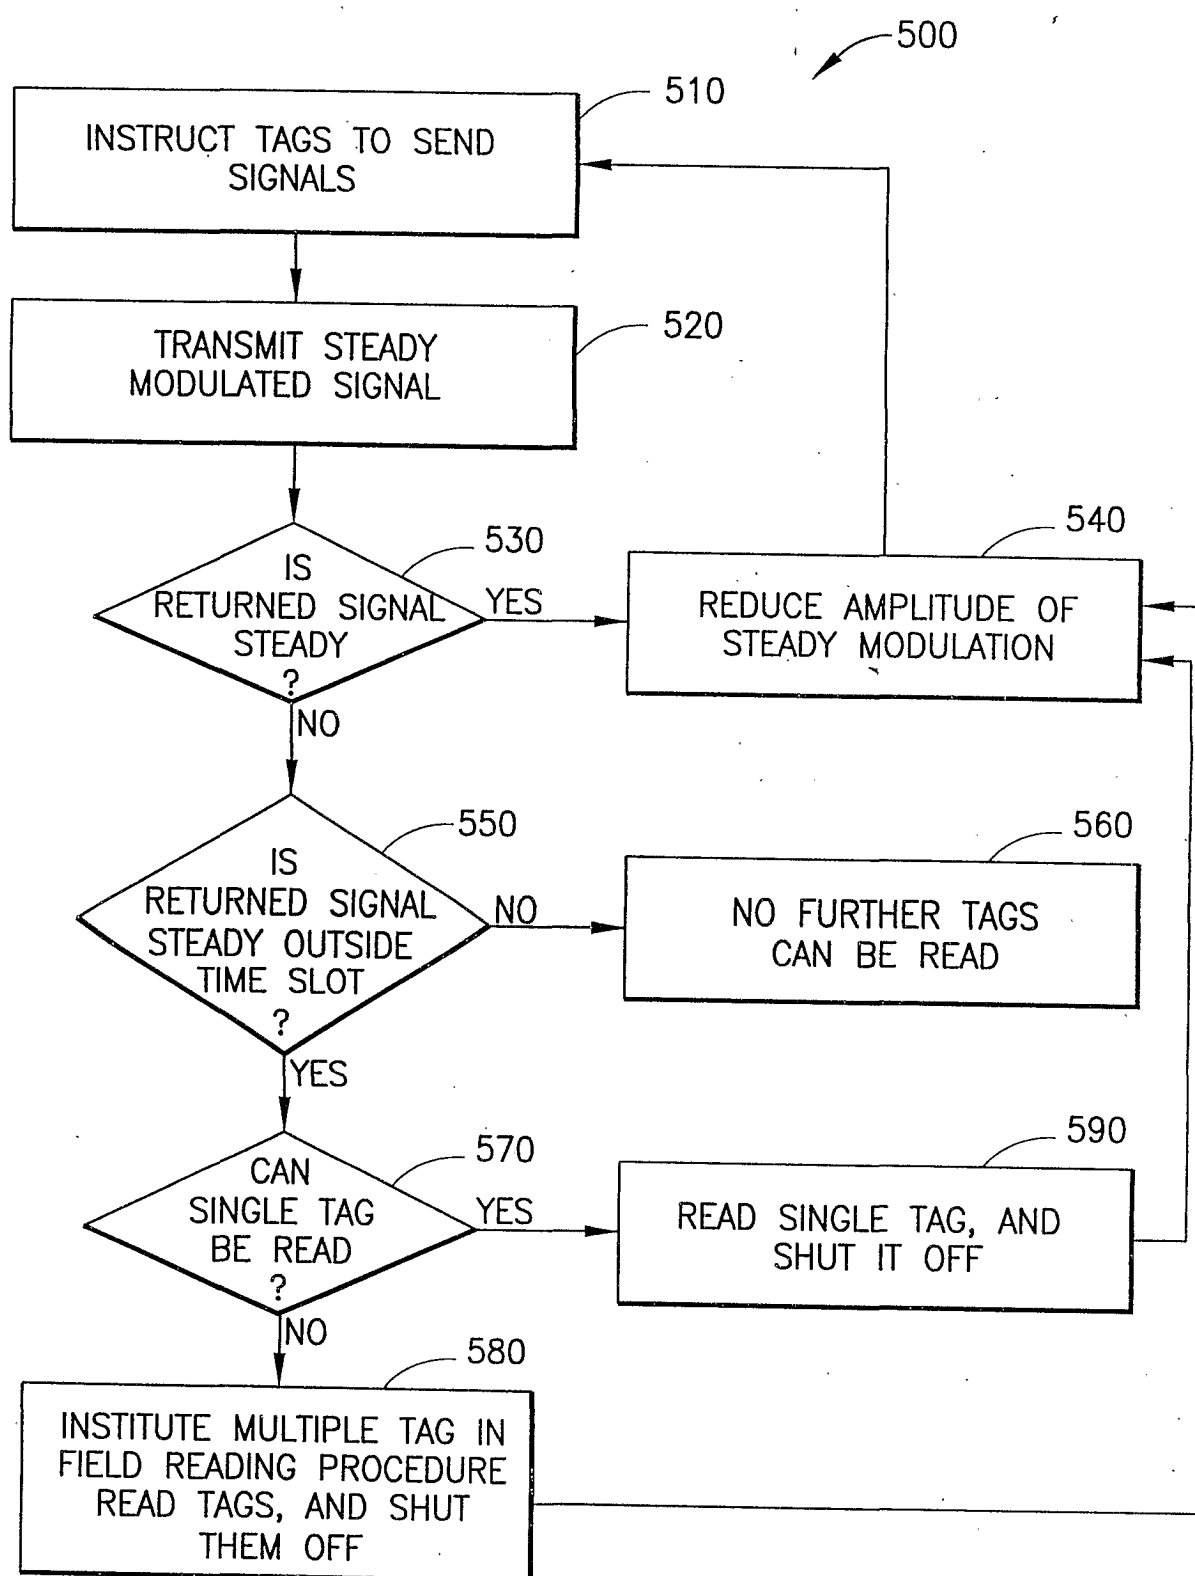 500
510
INSTRUCT TAGS TO SEND
SIGNALS
520
TRANSMIT STEADY
MODULATED SIGNAL
530
IS
RETURNED SIGNAL
STEADY
?
YES
NO
540
REDUCE AMPLITUDE OF
STEADY MODULATION
550
IS
RETURNED SIGNAL
STEADY OUTSIDE
TIME SLOT
?
NO
YES
560
NO FURTHER TAGS
CAN BE READ
570
CAN
SINGLE TAG
BE READ
?
YES
NO
590
READ SINGLE TAG, AND
SHUT IT OFF
580
INSTITUTE MULTIPLE TAG IN
FIELD READING PROCEDURE
READ TAGS, AND SHUT
THEM OFF